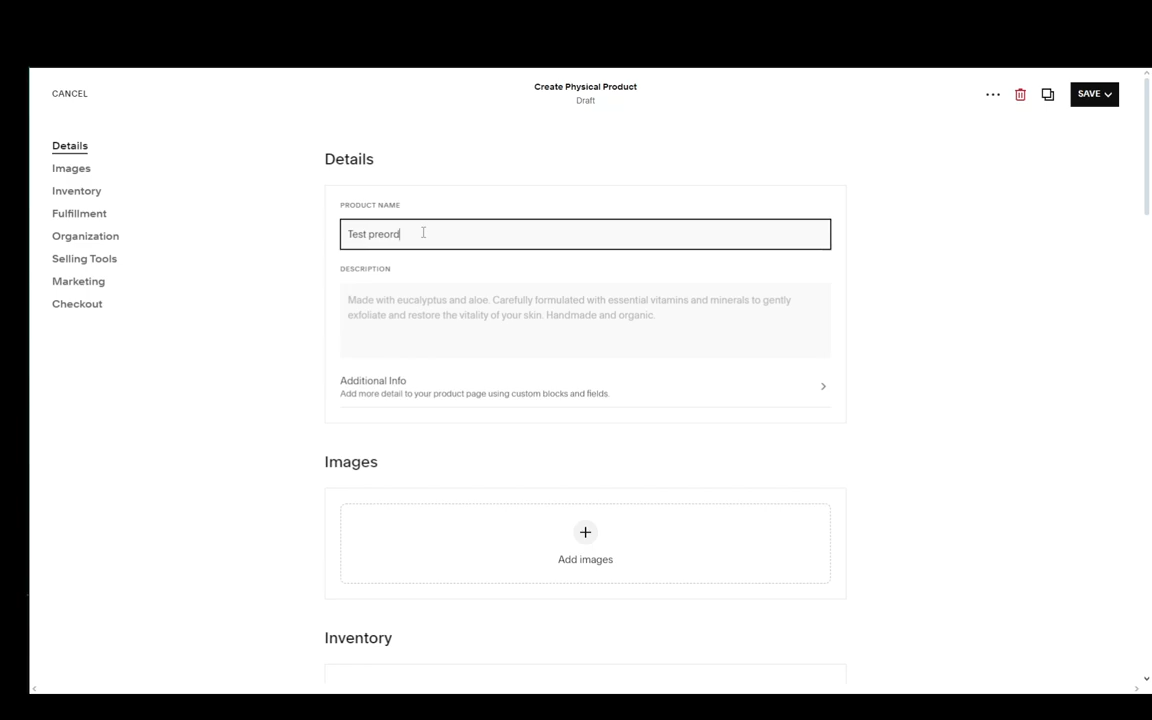 CANCEL
Create Physical Product
Draft
SAVE
Details
Images
Inventory
Fulfillment
Organization
Selling Tools
Marketing
Checkout
Details
PRODUCT NAME
Test preord
DESCRIPTION
Made with eucalyptus and aloe. Carefully formulated with essential vitamins and minerals to gently
exfoliate and restore the vitality of your skin. Handmade and organic.
Additional Info
Add more detail to your product page using custom blocks and fields.
Images
Add images
Inventory